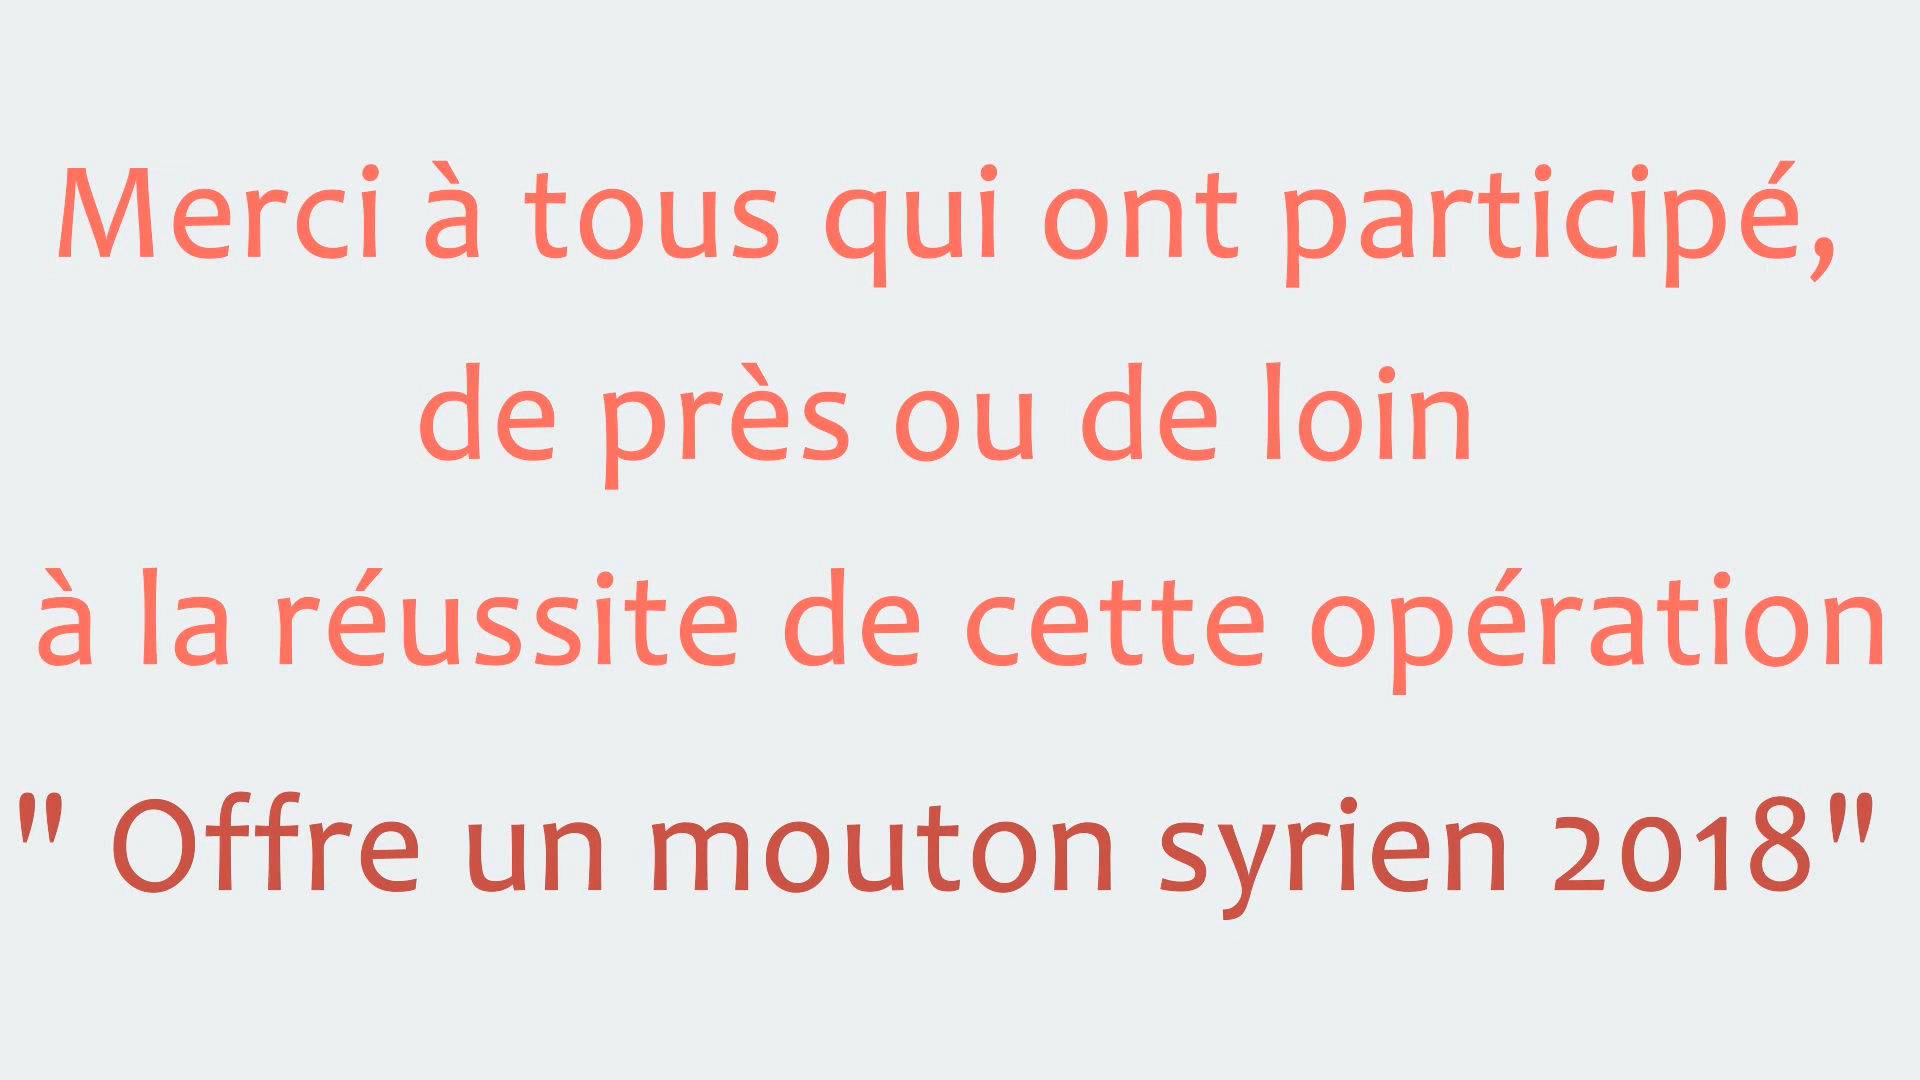 Merci à tous qui ont participé,
de près ou de loin
à la réussite de cette opération
" Offre un mouton syrien 2018"